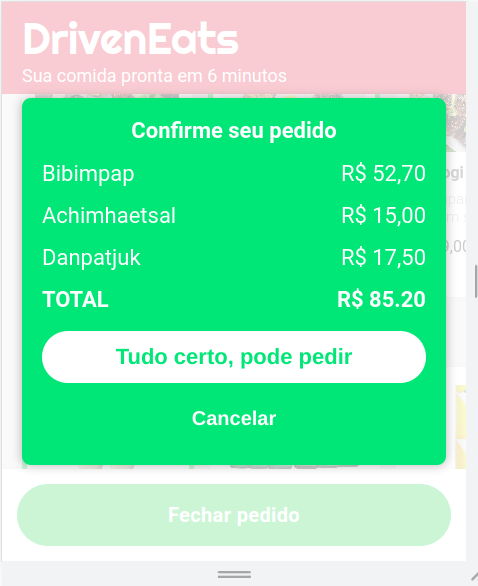 DrivenEats
Sua comida pronta em 6 minutos
Confirme seu pedido
Bibimpap R$ 52,70
Achimhaetsal R$ 15,00
Danpatjuk R$ 17,50
TOTAL R$ 85.20
Tudo certo, pode pedir
Cancelar
Fechar pedido